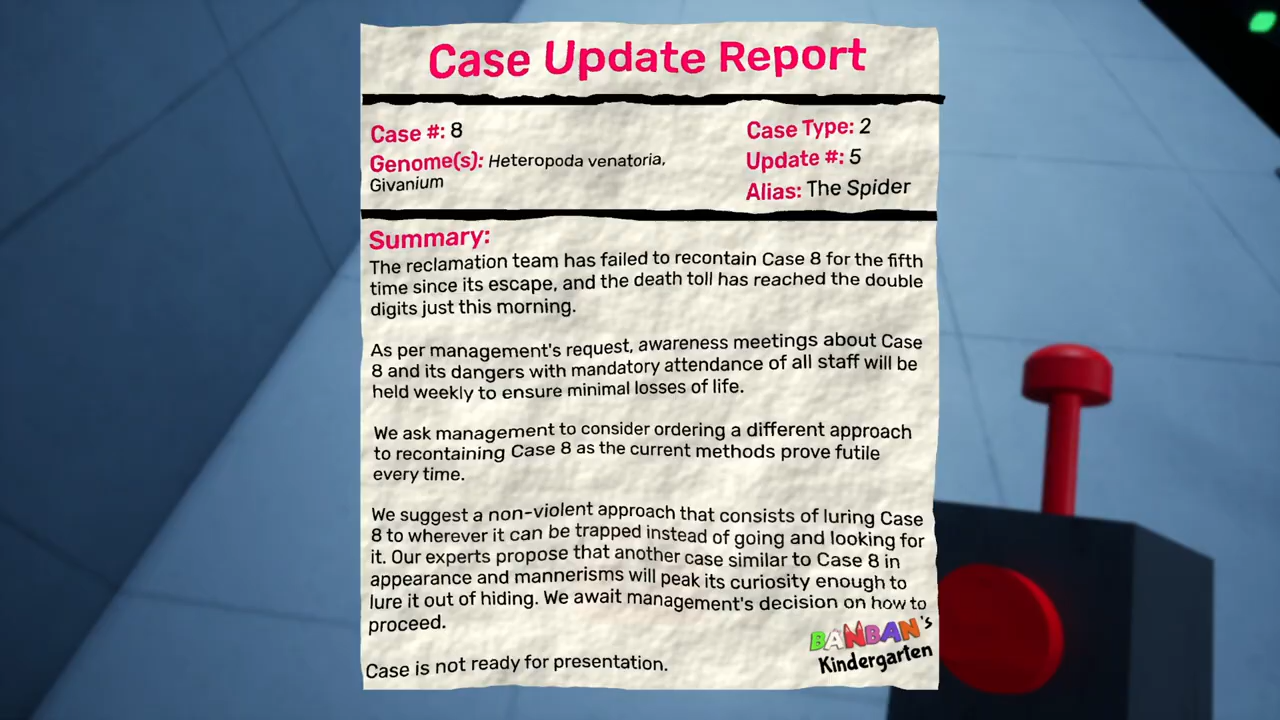 Case Update Report
Case #: 8
Genome(s): Heteropoda venatoria,
Givanium
Case Type: 2
Update #: 5
Alias: The Spider
Summary:
The reclamation team has failed to recontain Case 8 for the fifth
time since its escape, and the death toll has reached the double
digits just this morning.
As per management's request, awareness meetings about Case
8 and its dangers with mandatory attendance of all staff will be
held weekly to ensure minimal losses of life.
We ask management to consider ordering a different approach
to recontaining Case 8 as the current methods prove futile
every time.
We suggest a non-violent approach that consists of luring Case
8 to wherever it can be trapped instead of going and looking for
it. Our experts propose that another case similar to Case 8 in
appearance and mannerisms will peak its curiosity enough to
lure it out of hiding. We await management's decision on how to
proceed.
BANBAN's
Kindergarten
Case is not ready for presentation.